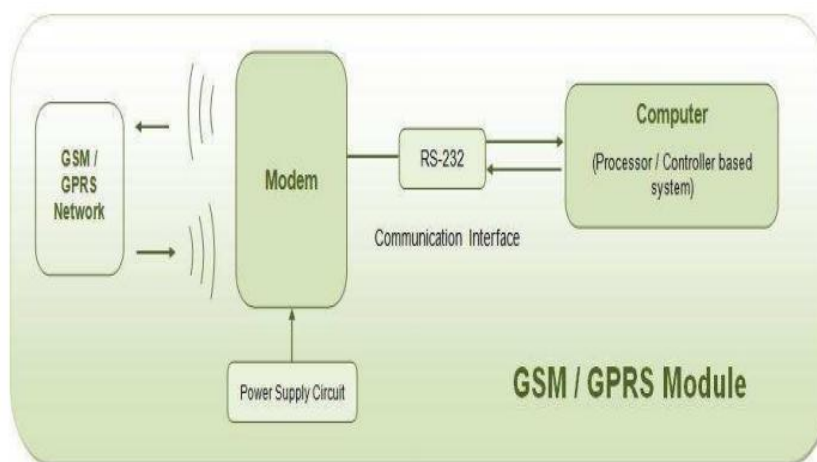 GSM /
GPRS
Network
Modem
RS-232
Communication Interface
Computer
(Processor / Controller based
system)
Power Supply Circuit
GSM / GPRS Module